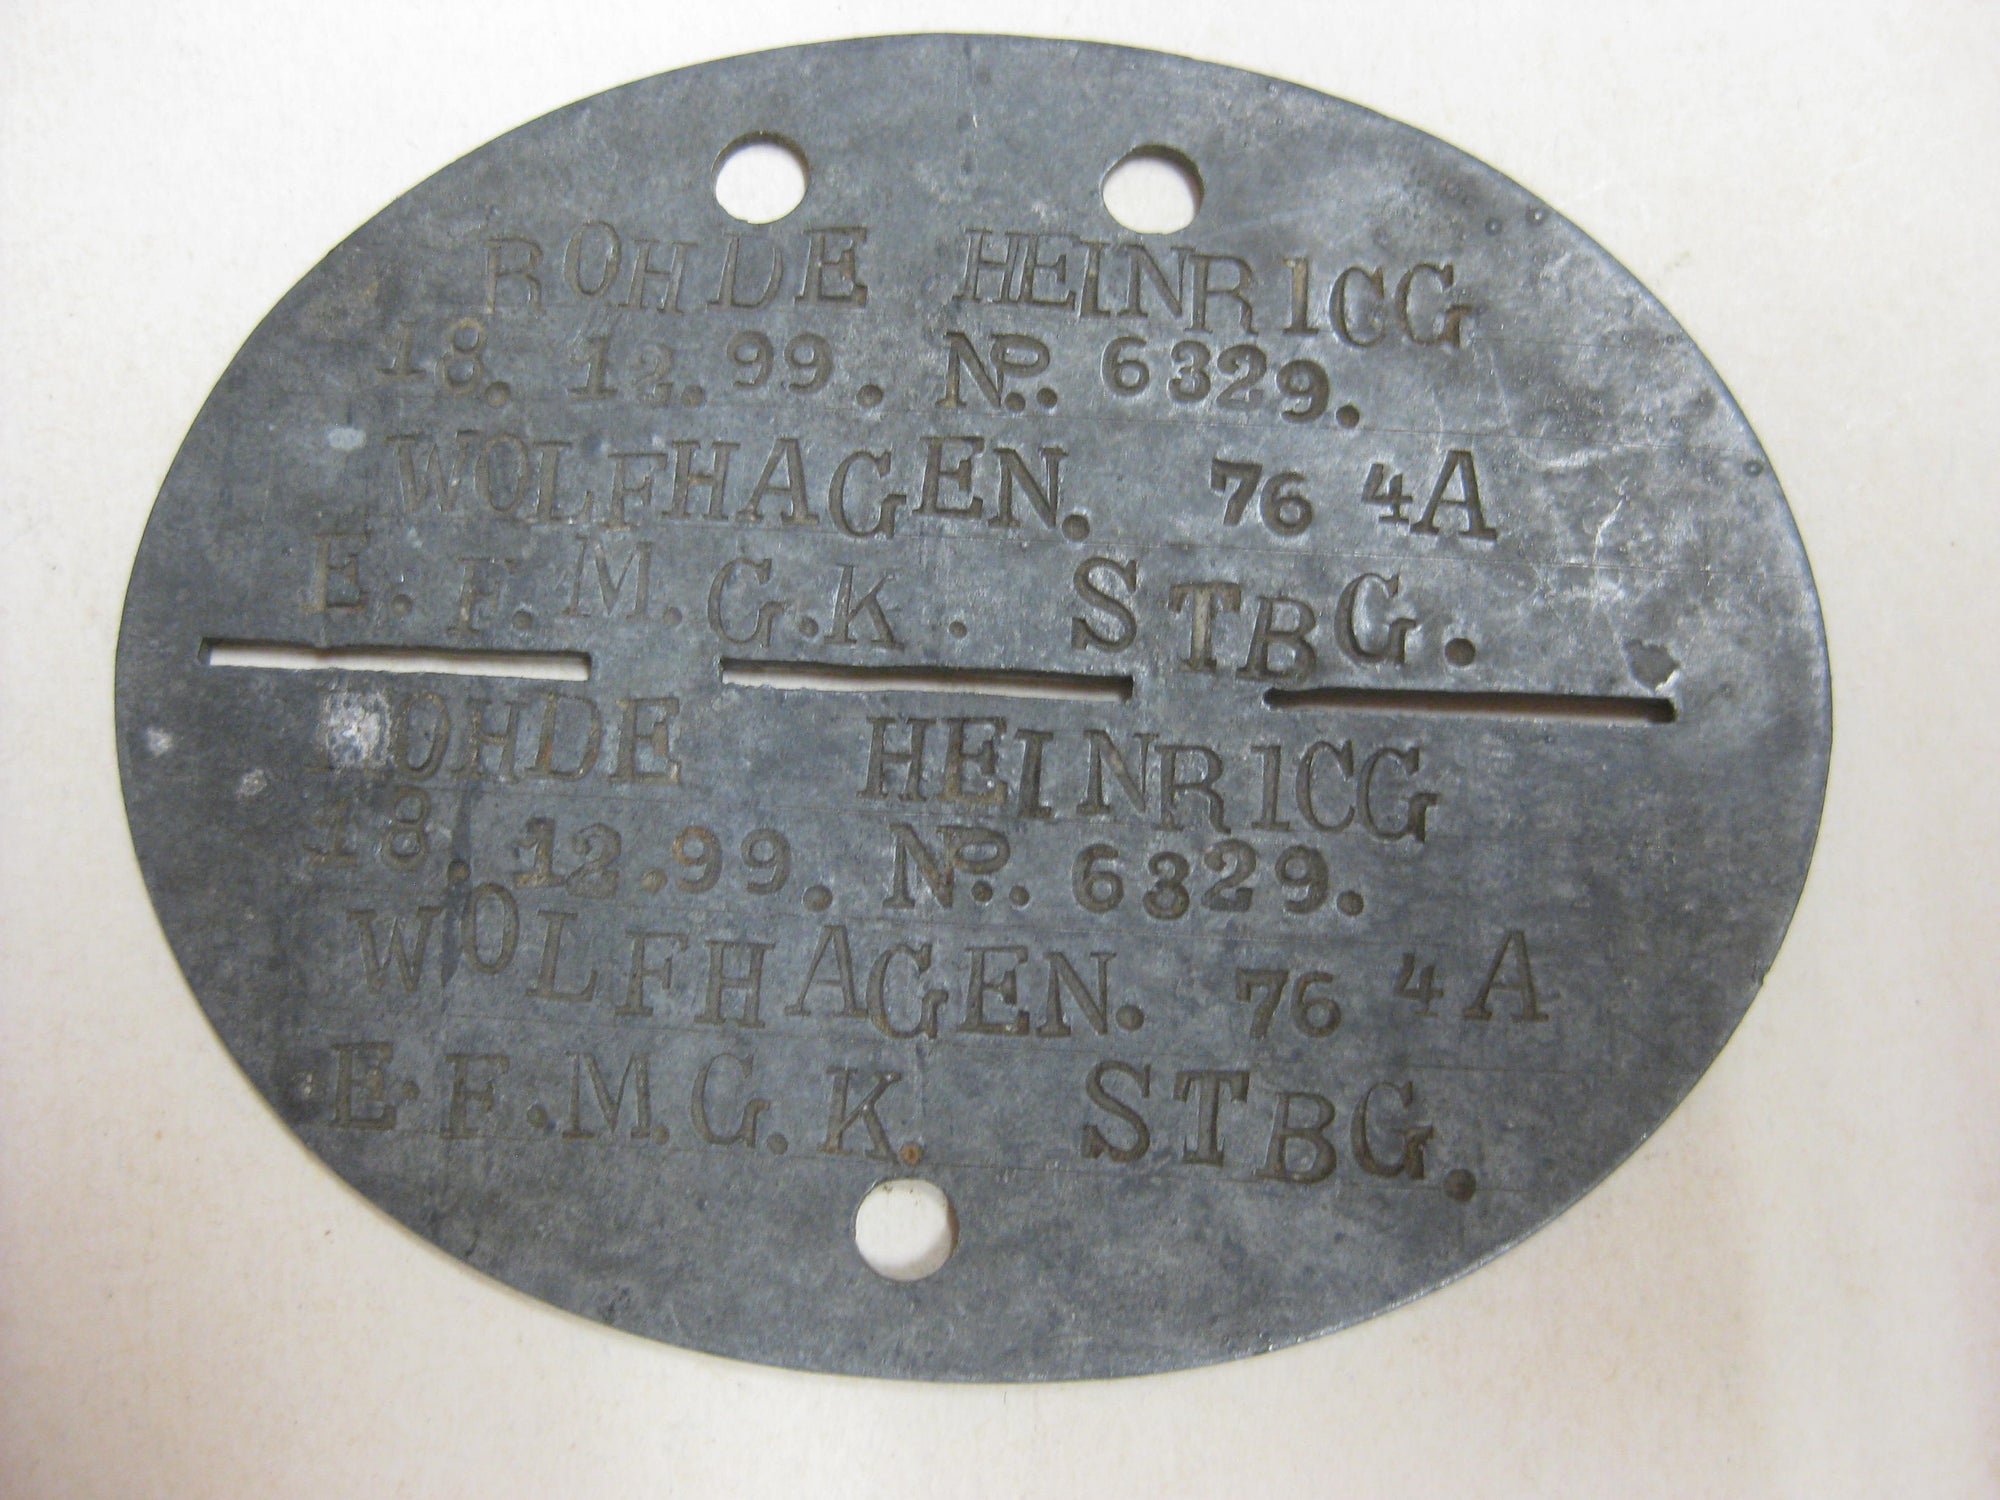 ROHDE HEINRICG
18. 12. 99. No. 6329.
WOLFHAGEN. 76 4A
E. F. M. G. K. STBG.
ROHDE HEINRICG
18. 12. 99. No. 6329.
WOLFHAGEN. 76 4A
E. F. M. G. K. STBG.